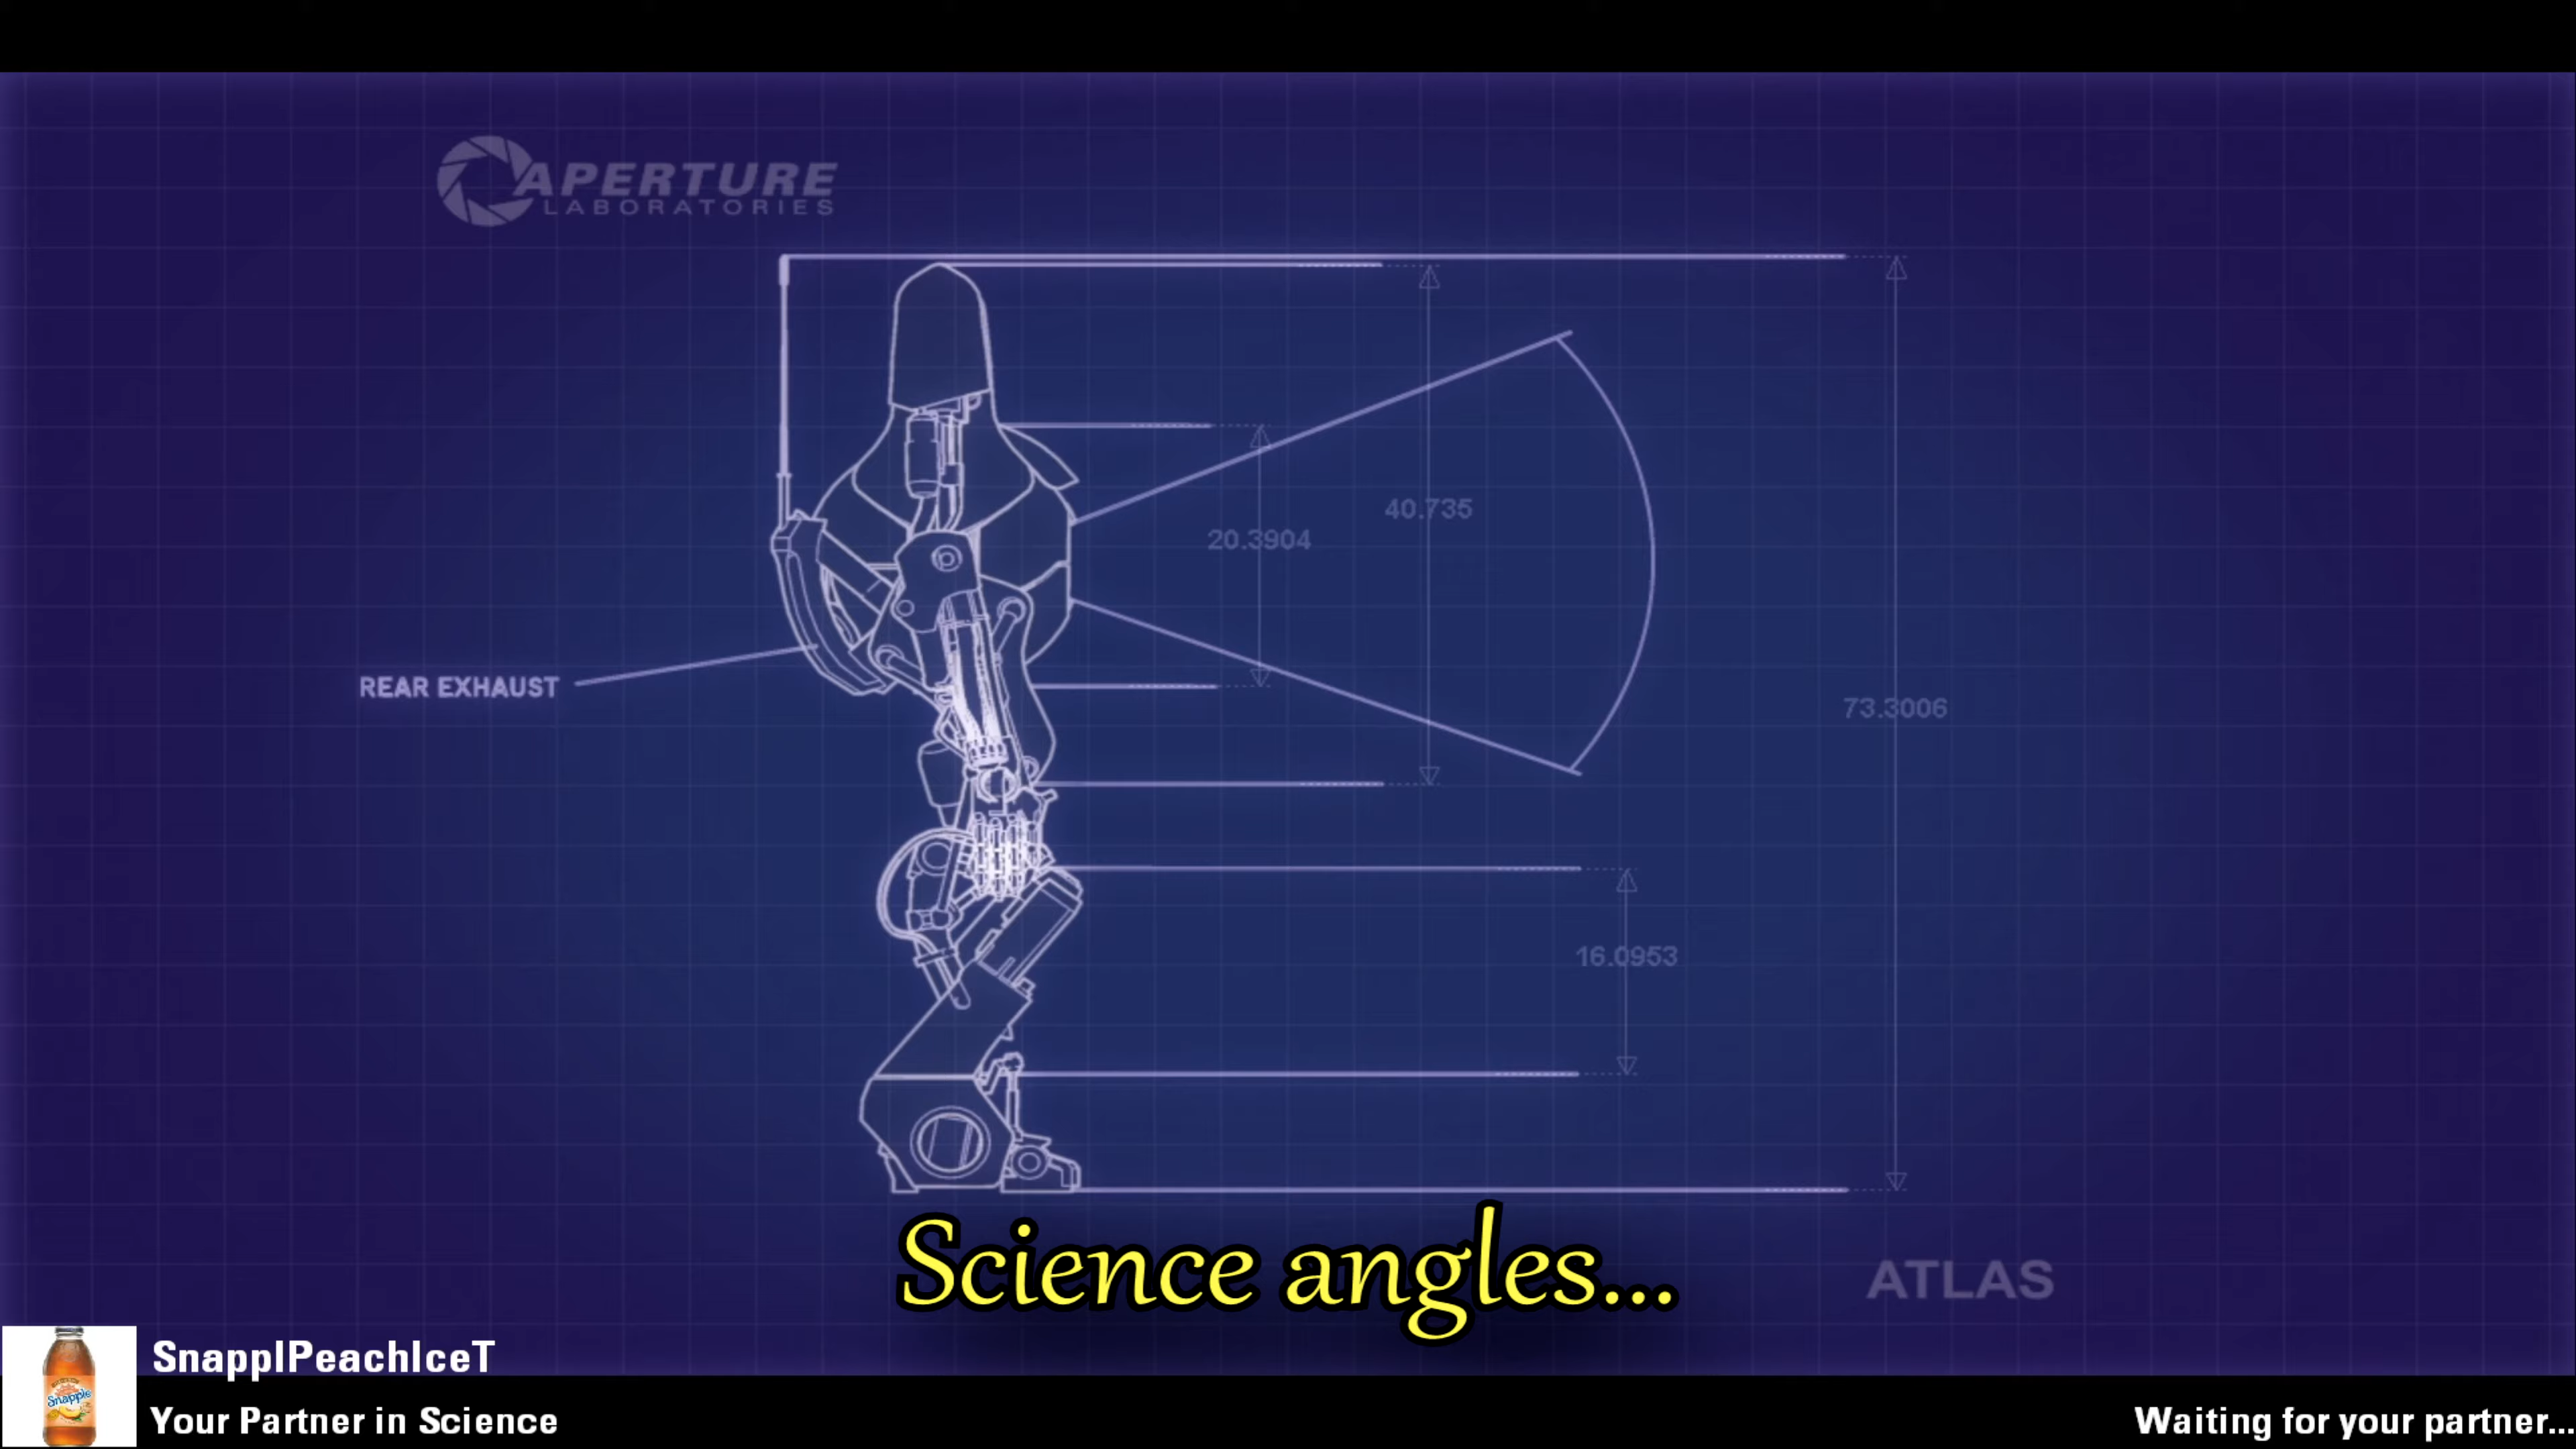 APERTURE
LABORATORIES
40.735
20.3904
REAR EXHAUST
73.3006
16.0953
Science angles...
ATLAS
SnapplPeachIceT
Snapple
Your Partner in Science
Waiting for your partner...